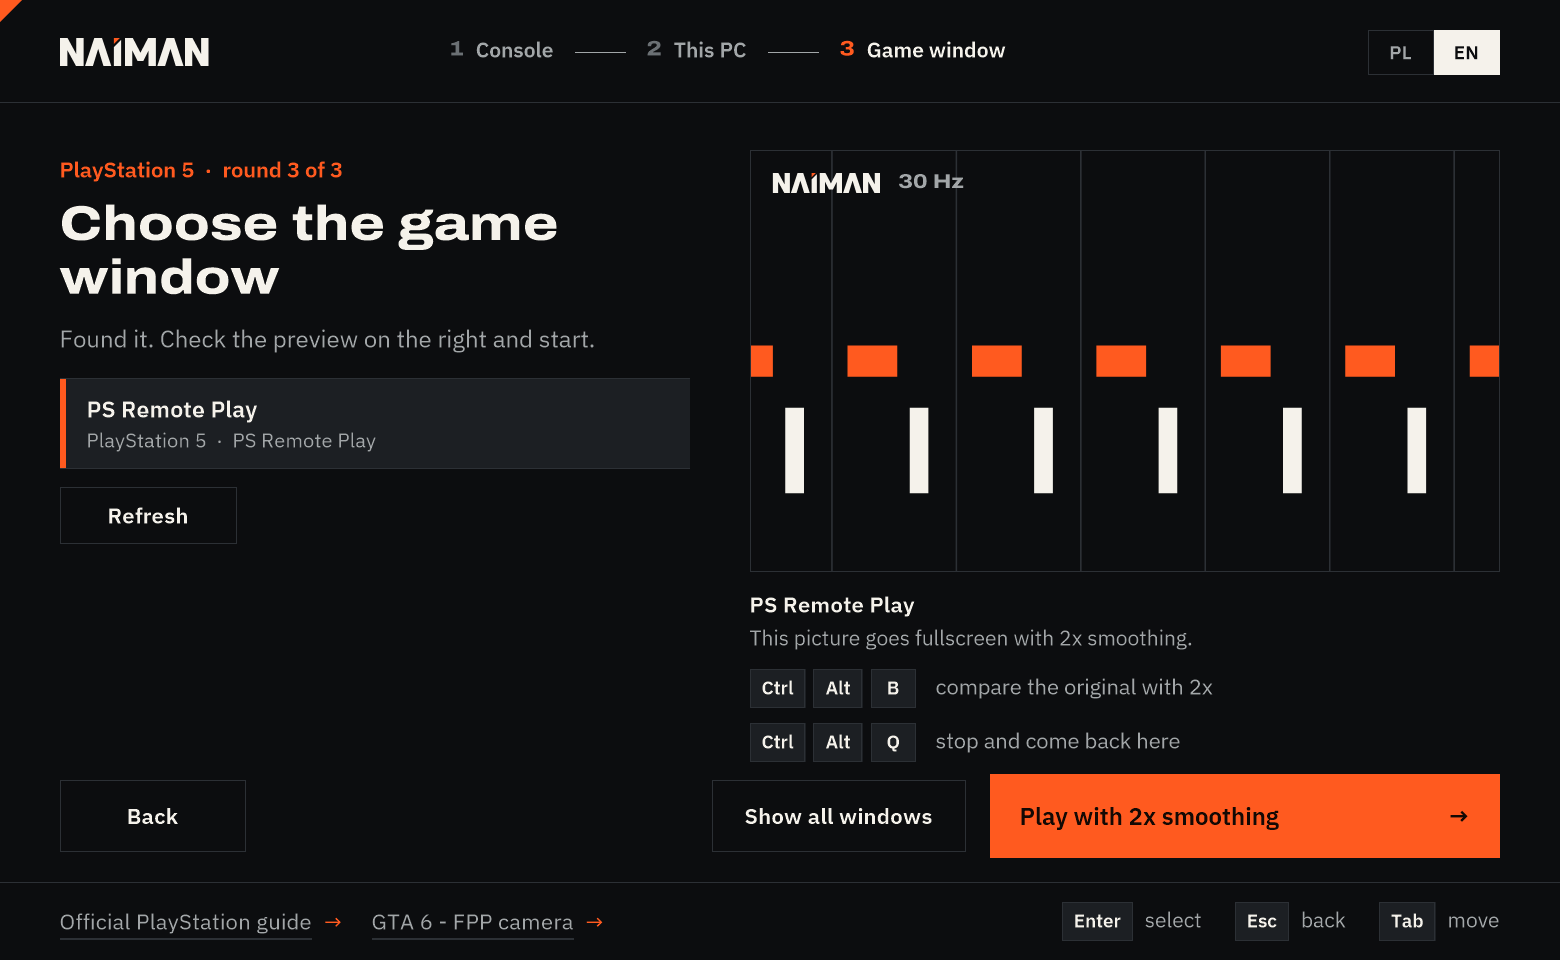 NAIMAN
1 Console
2 This PC
3 Game window
PL EN
PlayStation 5 · round 3 of 3
Choose the game
window
Found it. Check the preview on the right and start.
PS Remote Play
PlayStation 5 · PS Remote Play
Refresh
NAIMAN 30 Hz
PS Remote Play
This picture goes fullscreen with 2x smoothing.
Ctrl Alt B compare the original with 2x
Ctrl Alt Q stop and come back here
Back
Show all windows
Play with 2x smoothing →
Official PlayStation guide →
GTA 6 - FPP camera →
Enter select
Esc back
Tab move